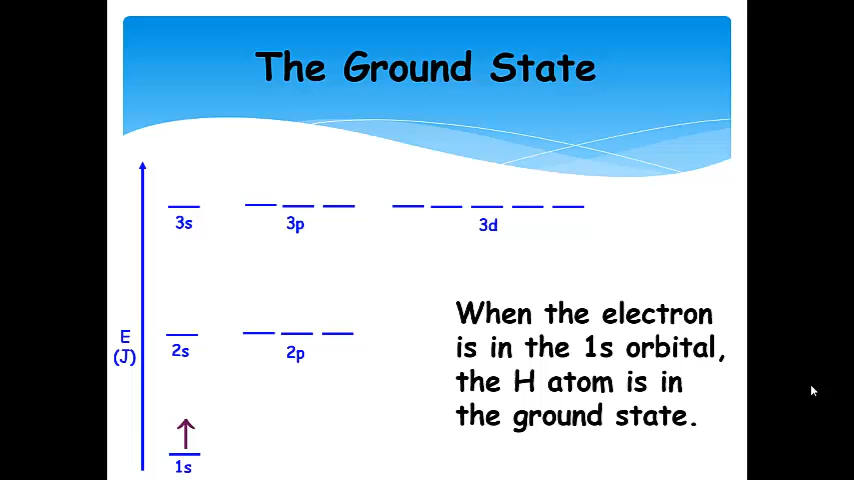 The Ground State
3s 3p 3d
E
(J)
2s 2p
When the electron
is in the 1s orbital,
the H atom is in
the ground state.
1s